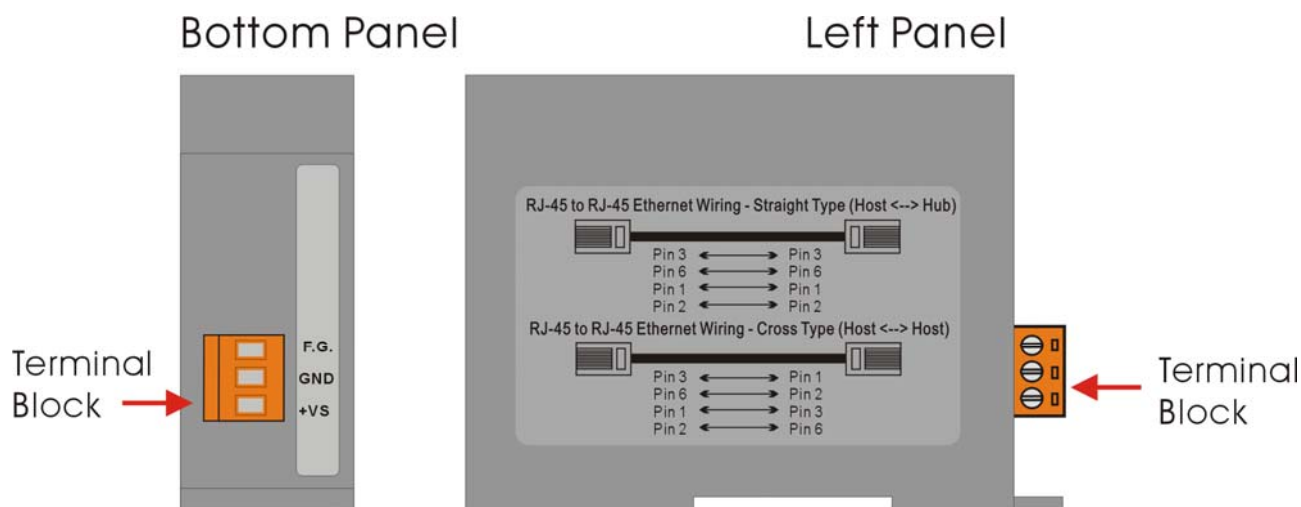 Bottom Panel
Left Panel
RJ-45 to RJ-45 Ethernet Wiring - Straight Type (Host <--> Hub)
Pin 3 Pin 3
Pin 6 Pin 6
Pin 1 Pin 1
Pin 2 Pin 2
RJ-45 to RJ-45 Ethernet Wiring - Cross Type (Host <--> Host)
Pin 3 Pin 1
Pin 6 Pin 2
Pin 1 Pin 3
Pin 2 Pin 6
Terminal
Block
F.G.
GND
+VS
Terminal
Block